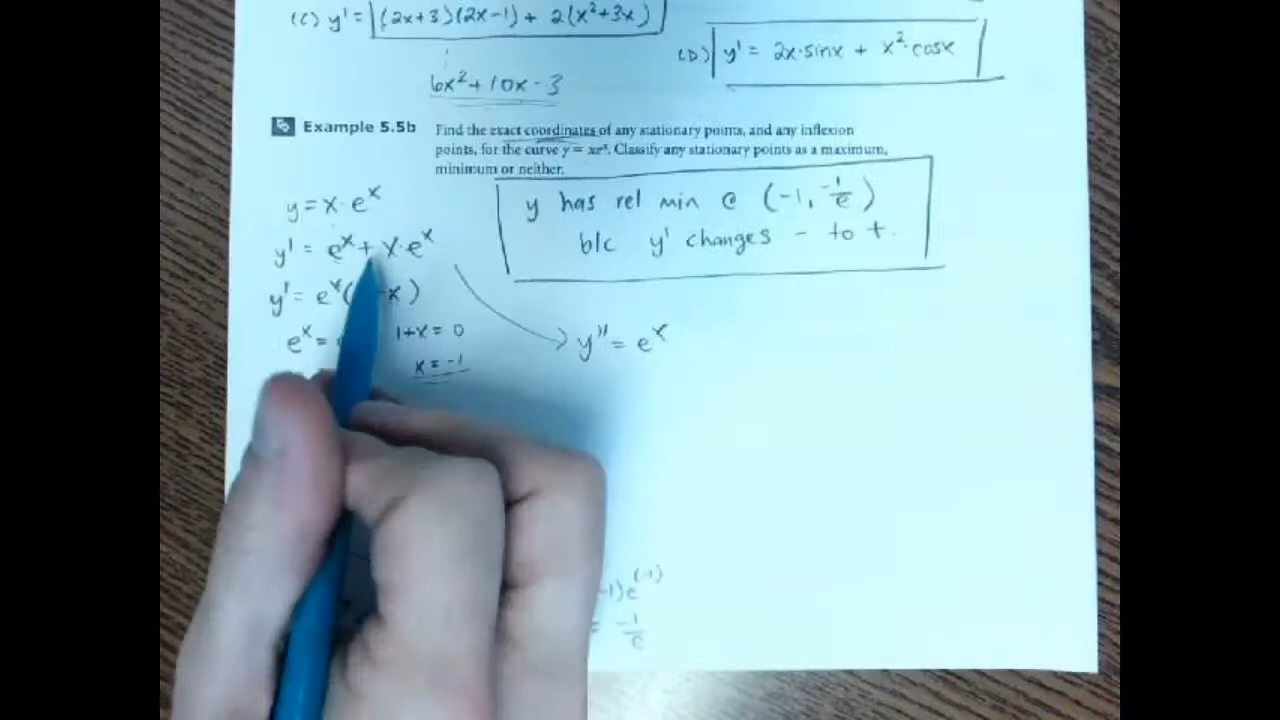 (C) y' = (2x+3)(2x-1) + 2(x²+3x)
6x² + 10x - 3
(D) y' = 2x·sinx + x²·cosx
Example 5.5b
Find the exact coordinates of any stationary points, and any inflexion
points, for the curve y = xeˣ. Classify any stationary points as a maximum,
minimum or neither.
y = x·eˣ
y' = eˣ + x·eˣ
y' = eˣ( x)
eˣ =
1+x = 0
x = -1
y has rel min @ (-1, -1/e)
b/c y' changes - to +.
y'' = eˣ
-1)e^(-1)
= -1/e